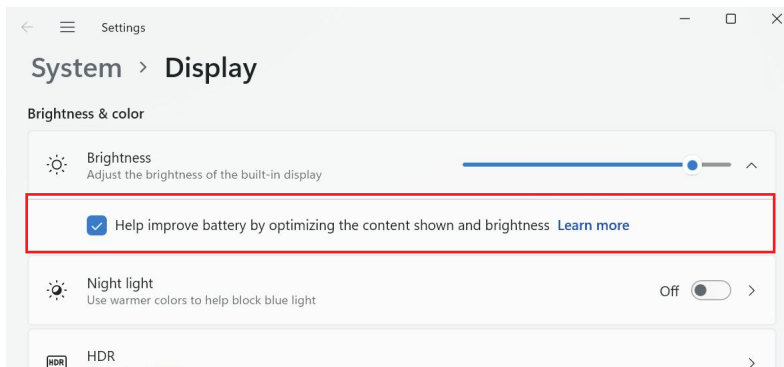 Settings
System > Display
Brightness & color
Brightness
Adjust the brightness of the built-in display
Help improve battery by optimizing the content shown and brightness Learn more
Night light
Use warmer colors to help block blue light
Off
HDR
HDR